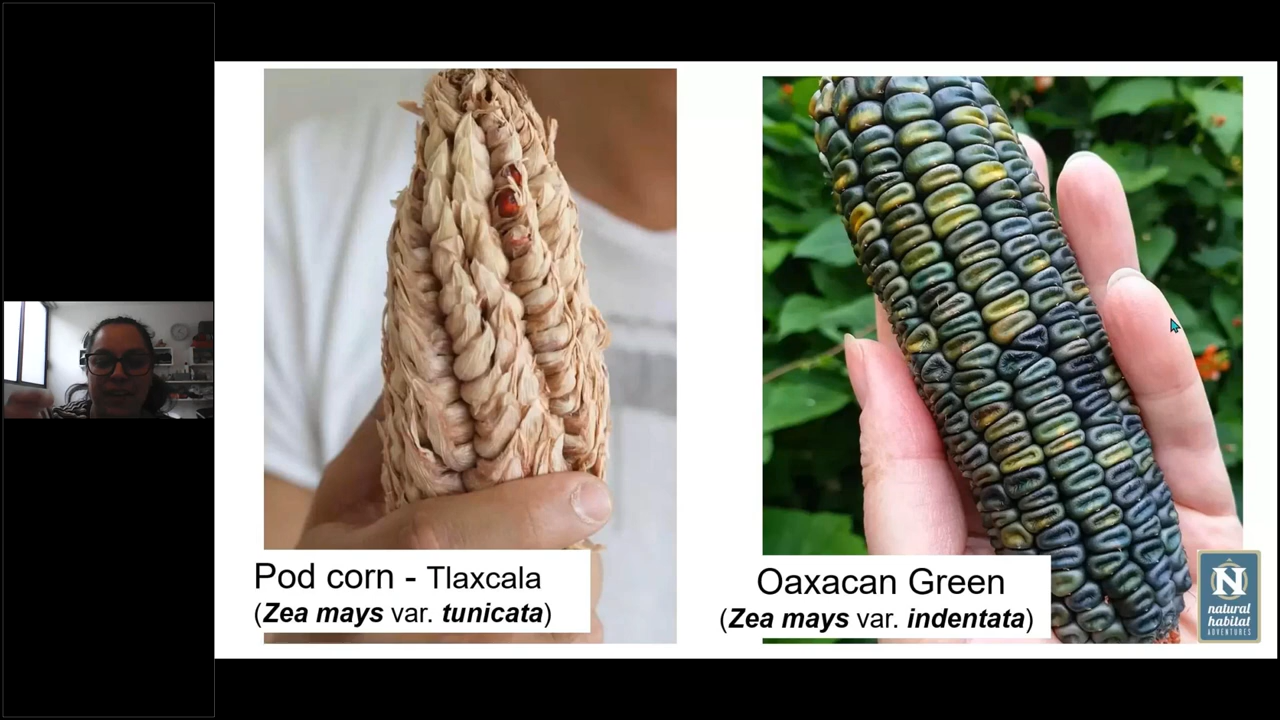 Pod corn - Tlaxcala
(Zea mays var. tunicata)
Oaxacan Green
(Zea mays var. indentata)
N
natural
habitat
ADVENTURES